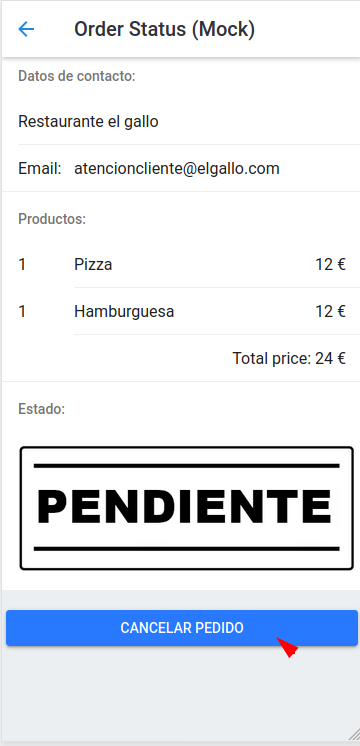 Order Status (Mock)
Datos de contacto:
Restaurante el gallo
Email: atencioncliente@elgallo.com
Productos:
1 Pizza 12 €
1 Hamburguesa 12 €
Total price: 24 €
Estado:
PENDIENTE
CANCELAR PEDIDO